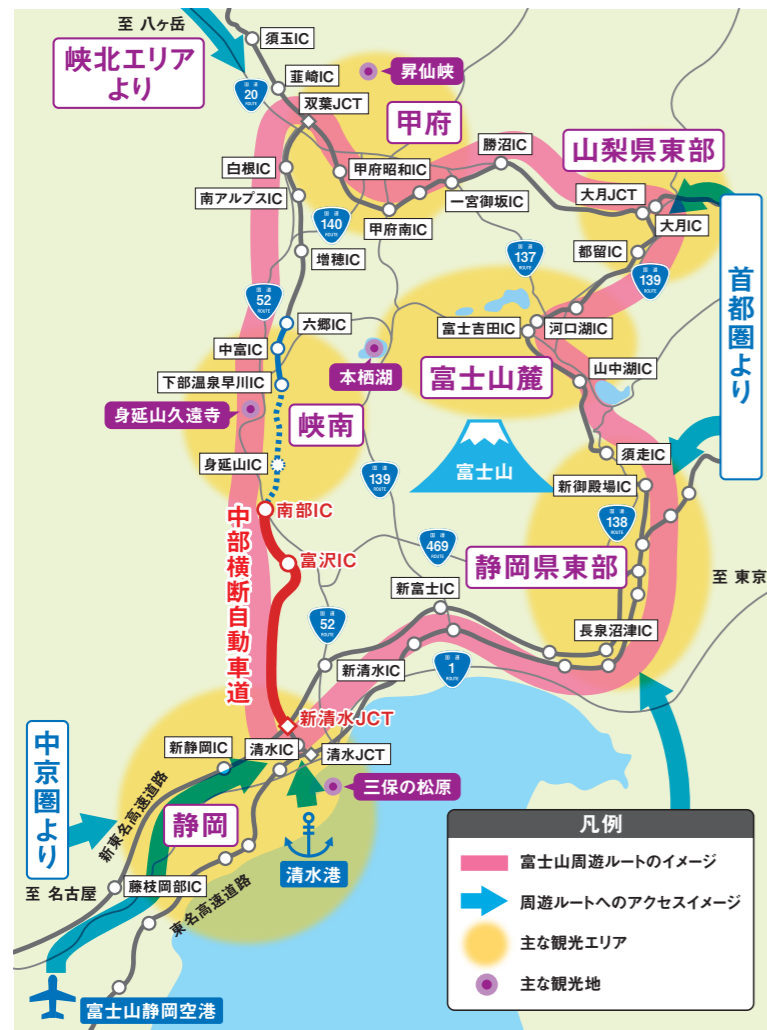 至 八ヶ岳
須玉IC
峡北エリア
より
韮崎IC
昇仙峡
国道
20
ROUTE
双葉JCT
甲府
勝沼IC
山梨県東部
白根IC
甲府昭和IC
大月JCT
南アルプスIC
一宮御坂IC
大月IC
国道
140
ROUTE
甲府南IC
都留IC
増穂IC
国道
137
ROUTE
国道
139
ROUTE
首都圏より
国道
52
ROUTE
六郷IC
富士吉田IC
河口湖IC
中富IC
本栖湖
富士山麓
山中湖IC
下部温泉早川IC
身延山久遠寺
峡南
富士山
須走IC
身延山IC
国道
139
ROUTE
新御殿場IC
南部IC
国道
138
ROUTE
中部横断自動車道
富沢IC
国道
469
ROUTE
静岡県東部
至 東京
新富士IC
国道
52
ROUTE
長泉沼津IC
新清水IC
国道
1
ROUTE
新清水JCT
中京圏より
新静岡IC
清水IC
清水JCT
三保の松原
新東名高速道路
静岡
清水港
至 名古屋
藤枝岡部IC
東名高速道路
富士山静岡空港
凡例
富士山周遊ルートのイメージ
周遊ルートへのアクセスイメージ
主な観光エリア
主な観光地